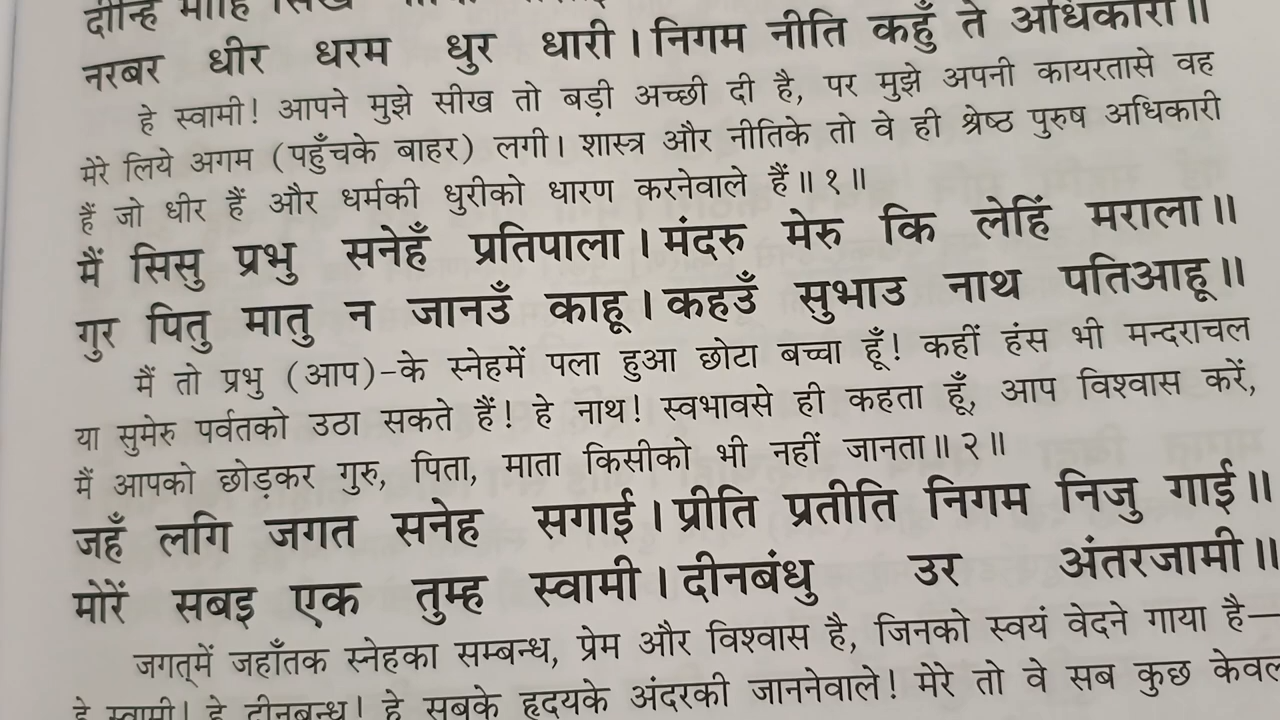 दीन्हि मोहि सिख
नरबर धीर धरम धुर धारी। निगम नीति कहुँ ते अधिकारी॥
हे स्वामी! आपने मुझे सीख तो बड़ी अच्छी दी है, पर मुझे अपनी कायरतासे वह
मेरे लिये अगम (पहुँचके बाहर) लगी। शास्त्र और नीतिके तो वे ही श्रेष्ठ पुरुष अधिकारी
हैं जो धीर हैं और धर्मकी धुरीको धारण करनेवाले हैं॥ १॥
मैं सिसु प्रभु सनेहँ प्रतिपाला। मंदरु मेरु कि लेहिं मराला॥
गुर पितु मातु न जानउँ काहू। कहउँ सुभाउ नाथ पतिआहू॥
मैं तो प्रभु (आप)-के स्नेहमें पला हुआ छोटा बच्चा हूँ! कहीं हंस भी मन्दराचल
या सुमेरु पर्वतको उठा सकते हैं! हे नाथ! स्वभावसे ही कहता हूँ, आप विश्वास करें,
मैं आपको छोड़कर गुरु, पिता, माता किसीको भी नहीं जानता॥ २॥
जहँ लगि जगत सनेह सगाई। प्रीति प्रतीति निगम निजु गाई॥
मोरें सबइ एक तुम्ह स्वामी। दीनबंधु उर अंतरजामी॥
जगत्‌में जहाँतक स्नेहका सम्बन्ध, प्रेम और विश्वास है, जिनको स्वयं वेदने गाया है—
हे स्वामी! हे दीनबन्धु! हे सबके हृदयके अंदरकी जाननेवाले! मेरे तो वे सब कुछ केवल